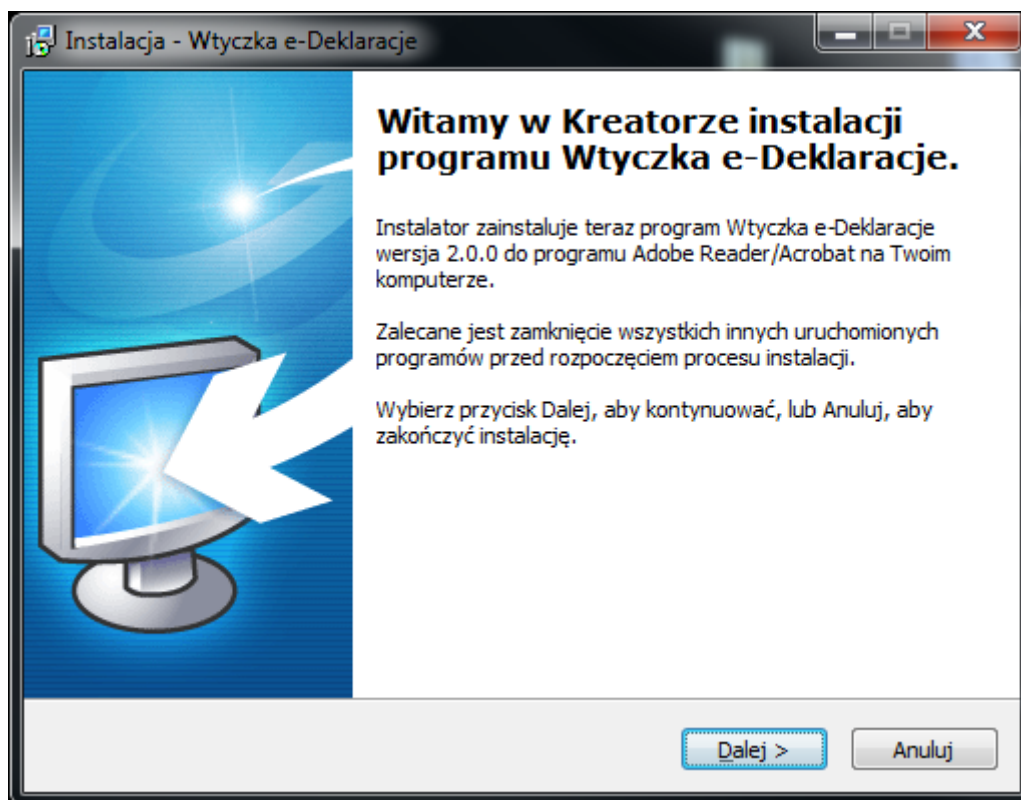 Instalacja - Wtyczka e-Deklaracje
Witamy w Kreatorze instalacji
programu Wtyczka e-Deklaracje.
Instalator zainstaluje teraz program Wtyczka e-Deklaracje
wersja 2.0.0 do programu Adobe Reader/Acrobat na Twoim
komputerze.
Zalecane jest zamknięcie wszystkich innych uruchomionych
programów przed rozpoczęciem procesu instalacji.
Wybierz przycisk Dalej, aby kontynuować, lub Anuluj, aby
zakończyć instalację.
Dalej >
Anuluj